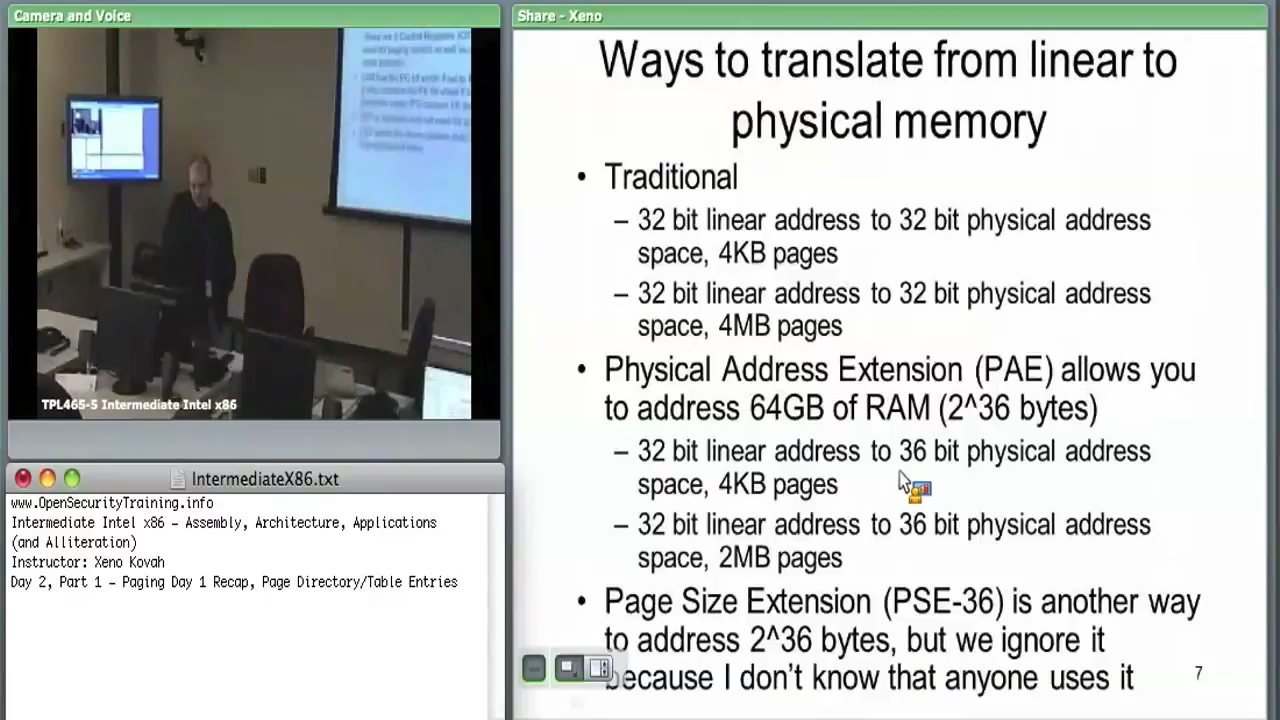 Camera and Voice
TPL465-5 Intermediate Intel x86
IntermediateX86.txt
www.OpenSecurityTraining.info
Intermediate Intel x86 – Assembly, Architecture, Applications
(and Alliteration)
Instructor: Xeno Kovah
Day 2, Part 1 – Paging Day 1 Recap, Page Directory/Table Entries
Share - Xeno
Ways to translate from linear to
physical memory
• Traditional
– 32 bit linear address to 32 bit physical address
space, 4KB pages
– 32 bit linear address to 32 bit physical address
space, 4MB pages
• Physical Address Extension (PAE) allows you
to address 64GB of RAM (2^36 bytes)
– 32 bit linear address to 36 bit physical address
space, 4KB pages
– 32 bit linear address to 36 bit physical address
space, 2MB pages
• Page Size Extension (PSE-36) is another way
to address 2^36 bytes, but we ignore it
because I don't know that anyone uses it
7